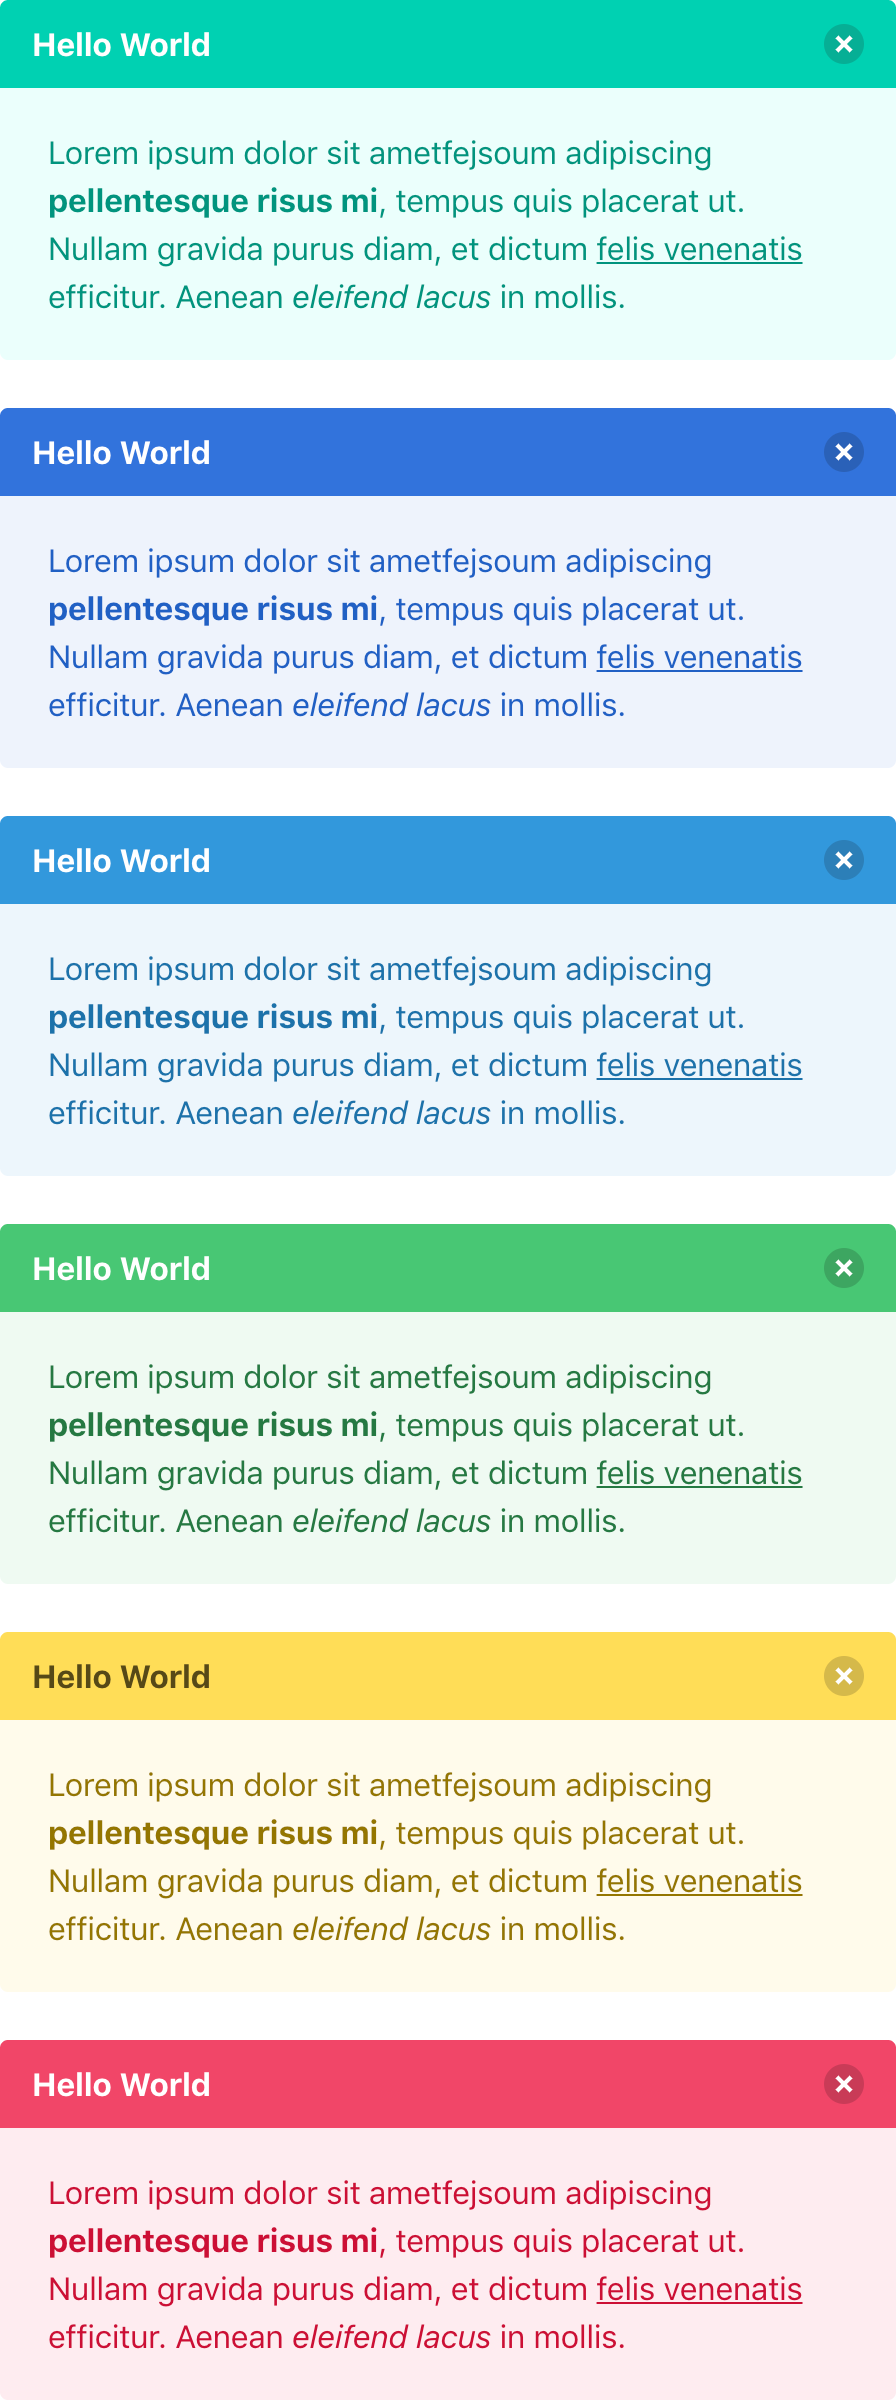 Hello World
Lorem ipsum dolor sit ametfejsoum adipiscing
pellentesque risus mi, tempus quis placerat ut.
Nullam gravida purus diam, et dictum felis venenatis
efficitur. Aenean eleifend lacus in mollis.
Hello World
Lorem ipsum dolor sit ametfejsoum adipiscing
pellentesque risus mi, tempus quis placerat ut.
Nullam gravida purus diam, et dictum felis venenatis
efficitur. Aenean eleifend lacus in mollis.
Hello World
Lorem ipsum dolor sit ametfejsoum adipiscing
pellentesque risus mi, tempus quis placerat ut.
Nullam gravida purus diam, et dictum felis venenatis
efficitur. Aenean eleifend lacus in mollis.
Hello World
Lorem ipsum dolor sit ametfejsoum adipiscing
pellentesque risus mi, tempus quis placerat ut.
Nullam gravida purus diam, et dictum felis venenatis
efficitur. Aenean eleifend lacus in mollis.
Hello World
Lorem ipsum dolor sit ametfejsoum adipiscing
pellentesque risus mi, tempus quis placerat ut.
Nullam gravida purus diam, et dictum felis venenatis
efficitur. Aenean eleifend lacus in mollis.
Hello World
Lorem ipsum dolor sit ametfejsoum adipiscing
pellentesque risus mi, tempus quis placerat ut.
Nullam gravida purus diam, et dictum felis venenatis
efficitur. Aenean eleifend lacus in mollis.